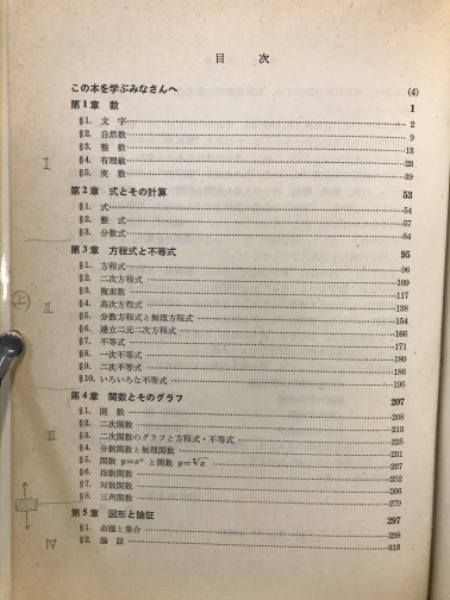 目 次
この本を学ぶみなさんへ (4)
第1章 数 1
§1. 文 字 2
§2. 自然数 9
§3. 整 数 13
§4. 有理数 23
§5. 実 数 39
I
第2章 式とその計算 53
§1. 式 54
§2. 整 式 57
§3. 分数式 84
第3章 方程式と不等式 95
§1. 方程式 96
§2. 二次方程式 109
§3. 複素数 117
上
II
§4. 高次方程式 138
§5. 分数方程式と無理方程式 154
§6. 連立二元二次方程式 166
§7. 不等式 171
§8. 一次不等式 180
§9. 二次不等式 186
§10. いろいろな不等式 195
第4章 関数とそのグラフ 207
§1. 関 数 208
§2. 二次関数 213
§3. 二次関数のグラフと方程式・不等式 225
III
§4. 分数関数と無理関数 231
§5. 関数 y=xⁿ と関数 y=ⁿ√x 237
§6. 指数関数 252
§7. 対数関数 266
§8. 三角関数 279
第5章 図形と論証 297
§1. 命題と集合 298
§2. 論 証 313
IV